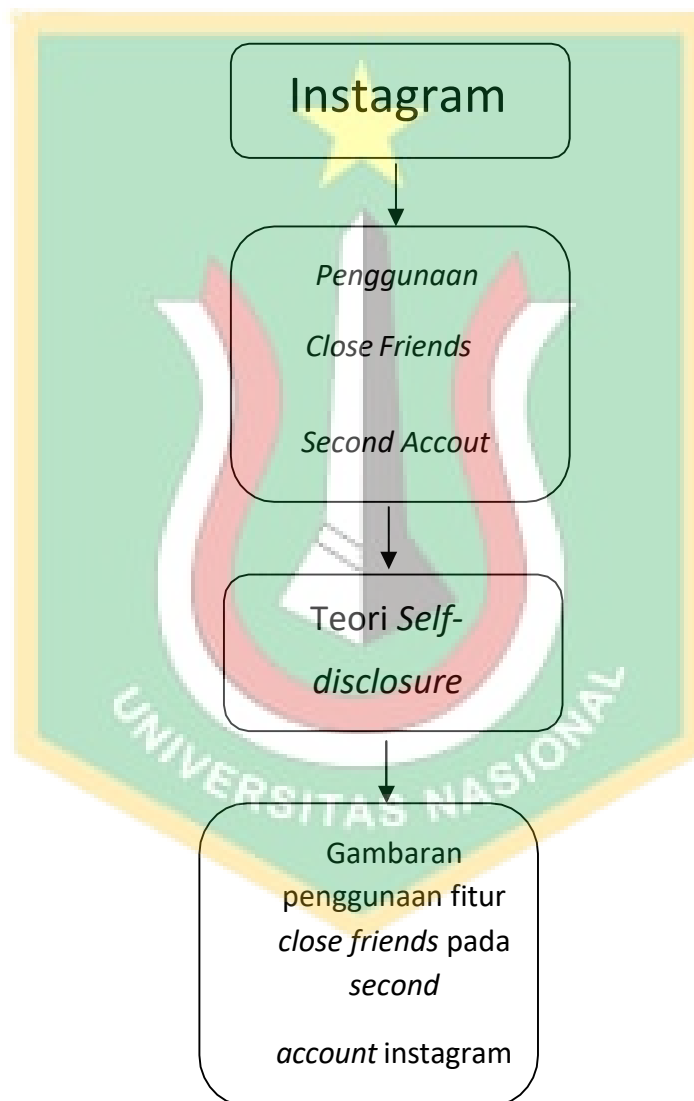 Instagram
Penggunaan
Close Friends
Second Accout
Teori Self-
disclosure
UNIVERSITAS NASIONAL
Gambaran
penggunaan fitur
close friends pada
second
account instagram